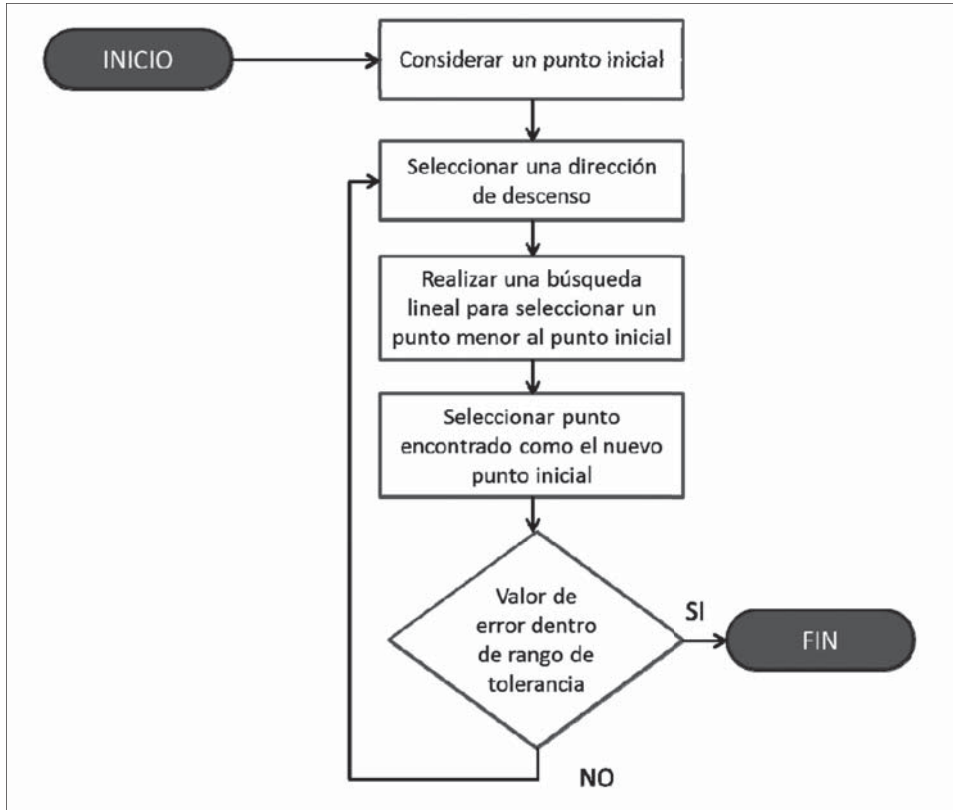 INICIO
Considerar un punto inicial
Seleccionar una dirección
de descenso
Realizar una búsqueda
lineal para seleccionar un
punto menor al punto inicial
Seleccionar punto
encontrado como el nuevo
punto inicial
Valor de
error dentro
de rango de
tolerancia
SI
FIN
NO